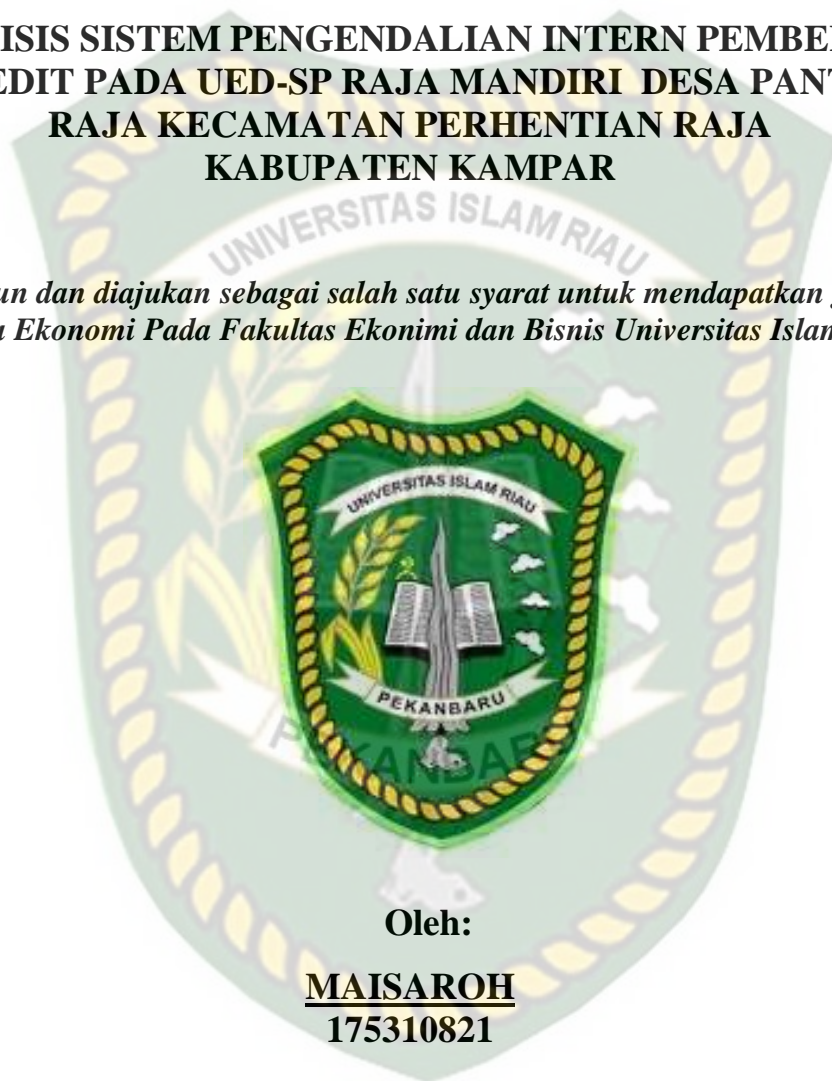 ISIS SISTEM PENGENDALIAN INTERN PEMBE
EDIT PADA UED-SP RAJA MANDIRI DESA PANT
RAJA KECAMATAN PERHENTIAN RAJA
KABUPATEN KAMPAR
UNIVERSITAS ISLAM RIAU
un dan diajukan sebagai salah satu syarat untuk mendapatkan
Ekonomi Pada Fakultas Ekonimi dan Bisnis Universitas Islam
UNIVERSITAS ISLAM RIAU
PEKANBARU
PEKANBARU
Oleh:
MAISAROH
175310821